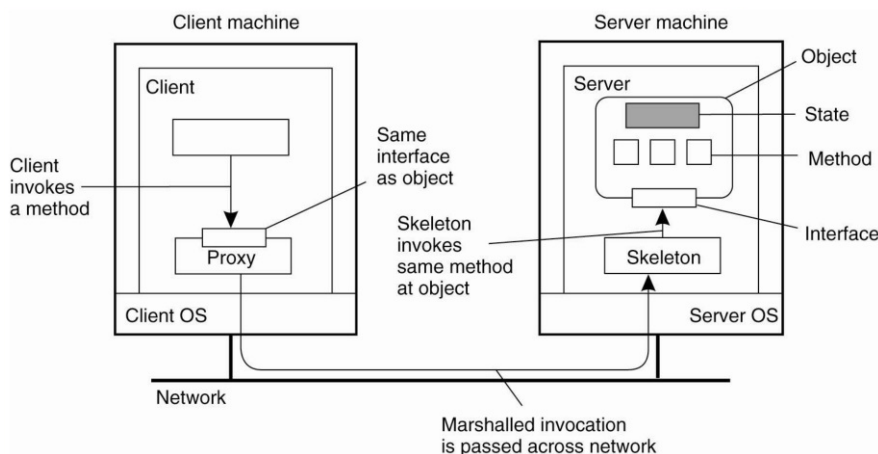 Client machine
Server machine
Client
Server
Object
State
Method
Interface
Same
interface
as object
Client
invokes
a method
Proxy
Skeleton
invokes
same method
at object
Skeleton
Client OS
Server OS
Network
Marshalled invocation
is passed across network